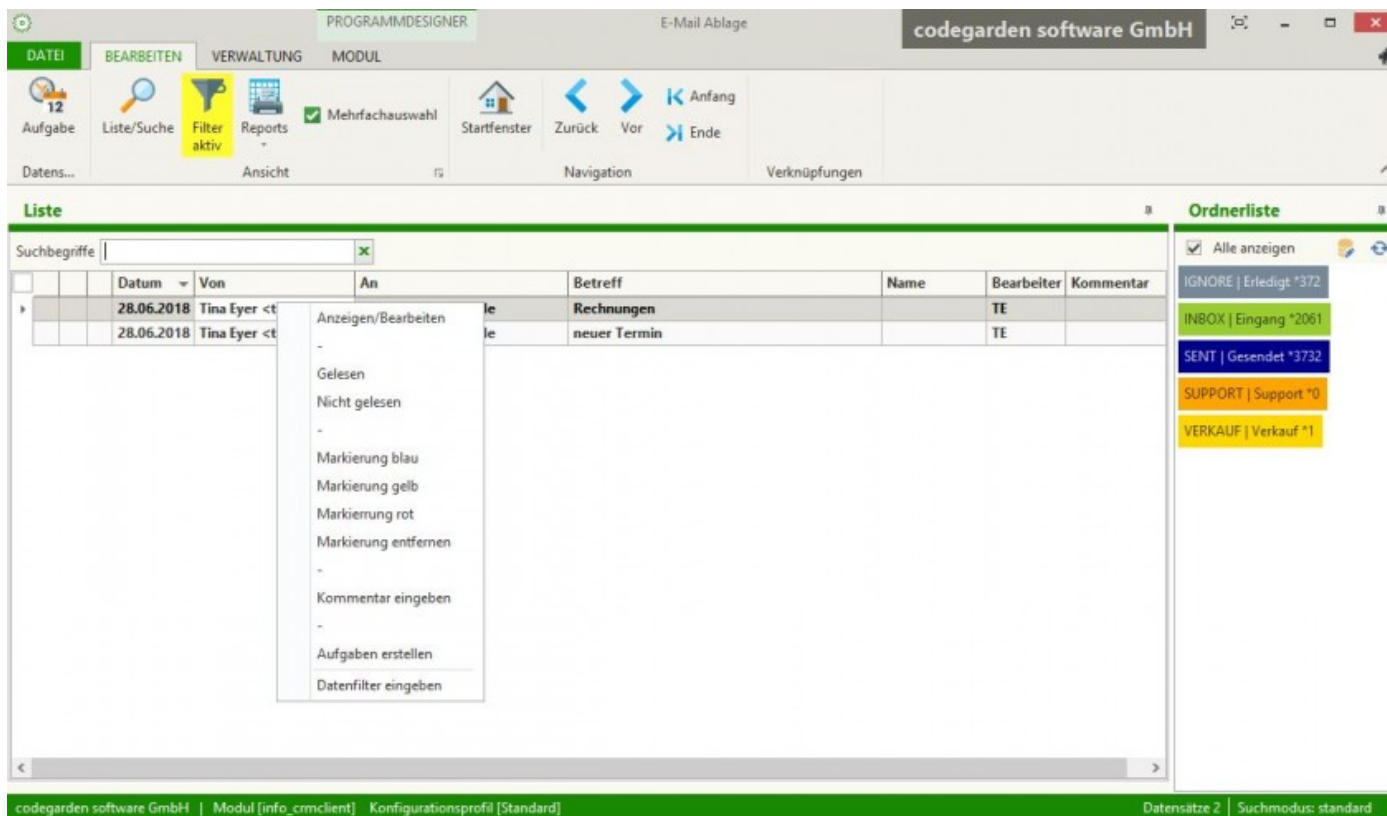 PROGRAMMDESIGNER
E-Mail Ablage
codegarden software GmbH
DATEI
BEARBEITEN
VERWALTUNG
MODUL
12
Aufgabe
Liste/Suche
Filter
aktiv
Reports
Mehrfachauswahl
Startfenster
Zurück
Vor
Anfang
Ende
Datens...
Ansicht
Navigation
Verknüpfungen
Liste
Suchbegriffe
Datum Von An Betreff Name Bearbeiter Kommentar
28.06.2018 Tina Eyer <t le Rechnungen TE
28.06.2018 Tina Eyer <t le neuer Termin TE
Anzeigen/Bearbeiten
-
Gelesen
Nicht gelesen
-
Markierung blau
Markierung gelb
Markierrung rot
Markierung entfernen
-
Kommentar eingeben
-
Aufgaben erstellen
Datenfilter eingeben
Ordnerliste
Alle anzeigen
IGNORE | Erledigt *372
INBOX | Eingang *2061
SENT | Gesendet *3732
SUPPORT | Support *0
VERKAUF | Verkauf *1
codegarden software GmbH | Modul [info_crmclient] Konfigurationsprofil [Standard]
Datensätze 2 | Suchmodus: standard